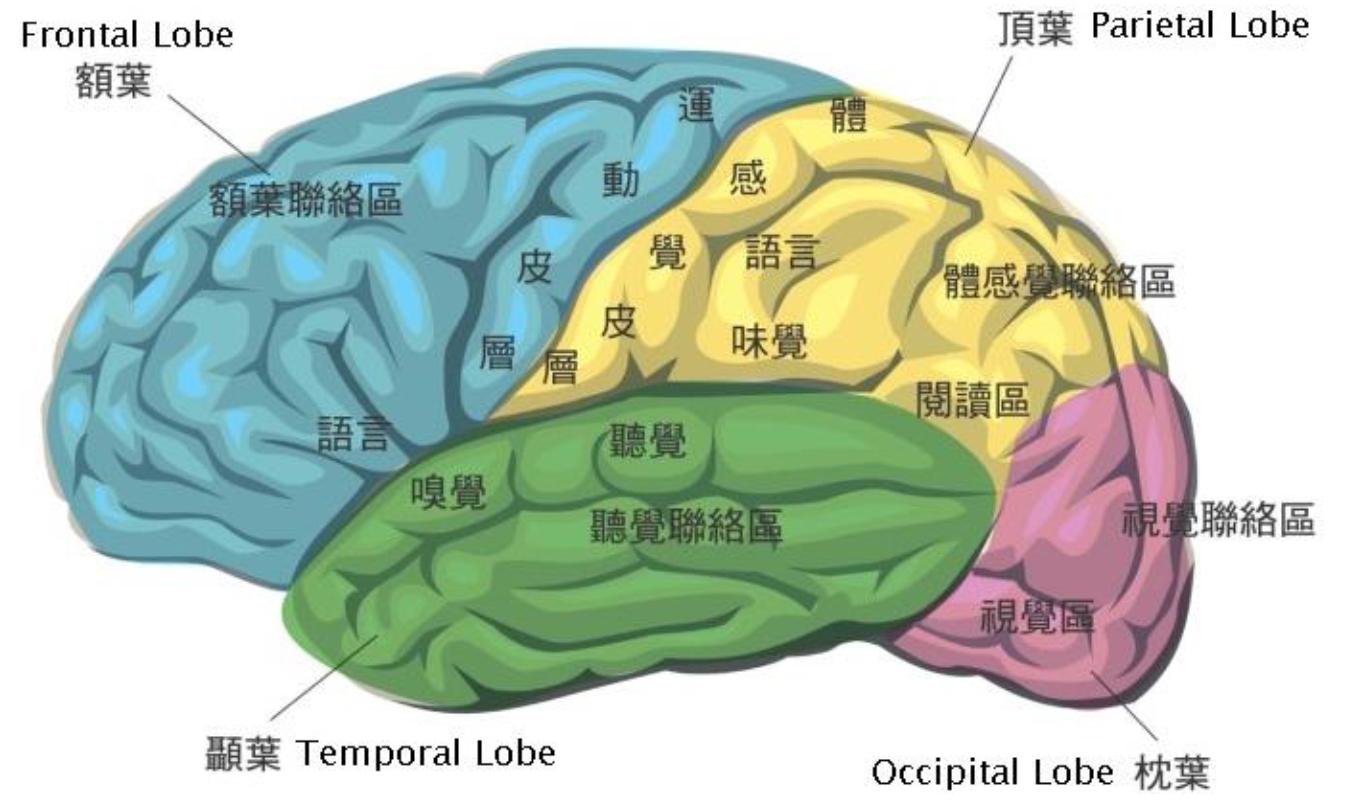 Frontal Lobe
額葉
頂葉 Parietal Lobe
額葉聯絡區
運動皮層
體感覺皮層
語言
味覺
體感覺聯絡區
閱讀區
語言
嗅覺
聽覺
聽覺聯絡區
視覺聯絡區
視覺區
顳葉 Temporal Lobe
Occipital Lobe 枕葉